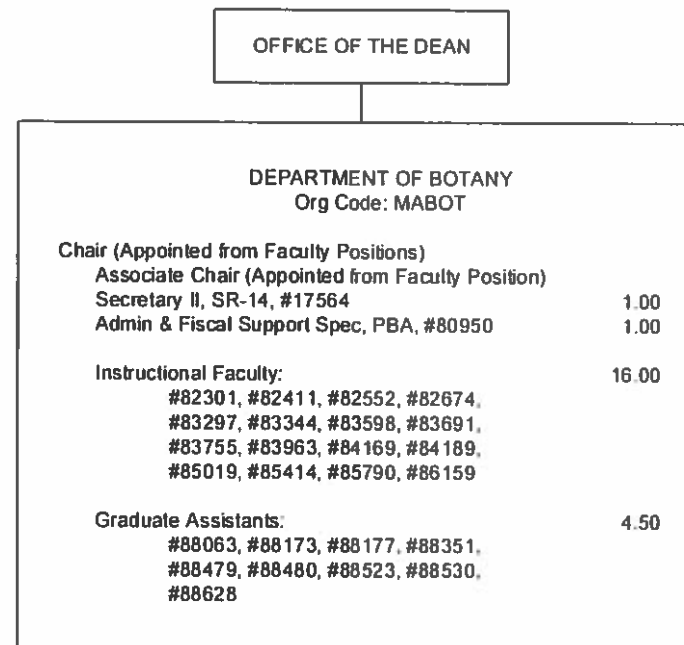 OFFICE OF THE DEAN
DEPARTMENT OF BOTANY
Org Code: MABOT
Chair (Appointed from Faculty Positions)
Associate Chair (Appointed from Faculty Position)
Secretary II, SR-14, #17564 1.00
Admin & Fiscal Support Spec, PBA, #80950 1.00
Instructional Faculty: 16.00
#82301, #82411, #82552, #82674,
#83297, #83344, #83598, #83691,
#83755, #83963, #84169, #84189,
#85019, #85414, #85790, #86159
Graduate Assistants: 4.50
#88063, #88173, #88177, #88351,
#88479, #88480, #88523, #88530,
#88628